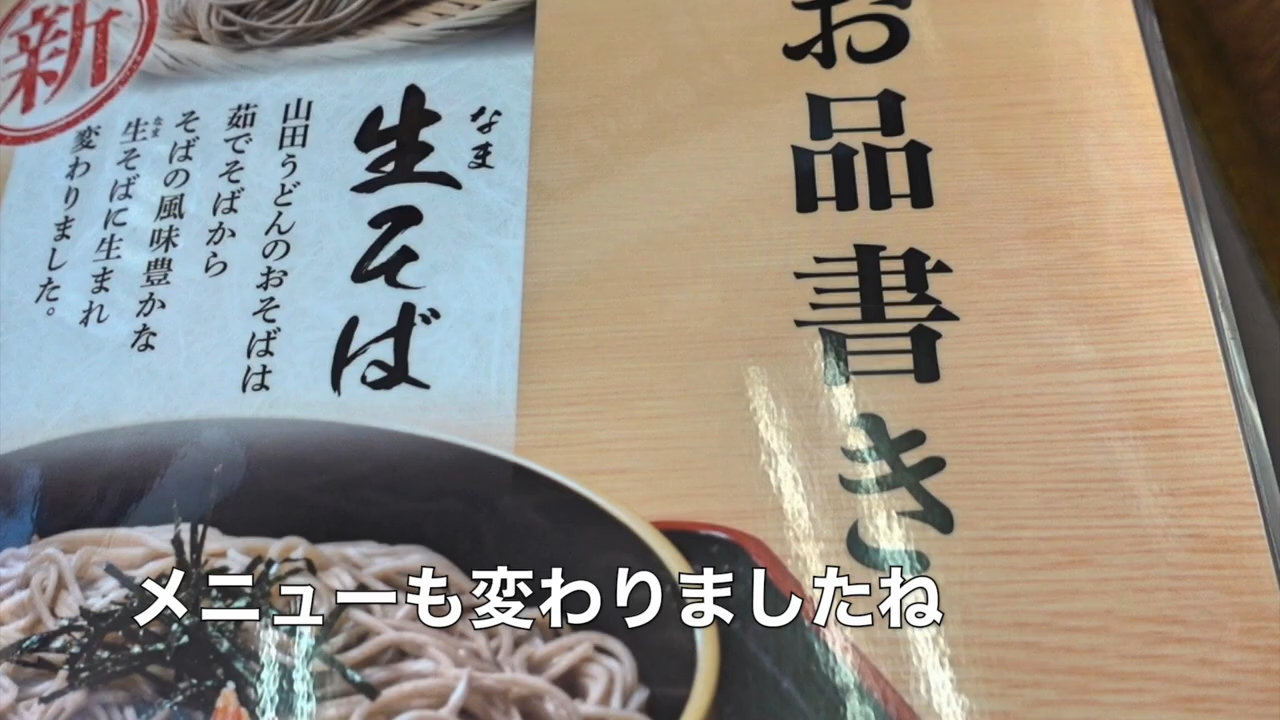 お品書き
なま
生そば
山田うどんのおそばは
茹でそばから
そばの風味豊かな
なま
生そばに生まれ
変わりました。
新
メニューも変わりましたね